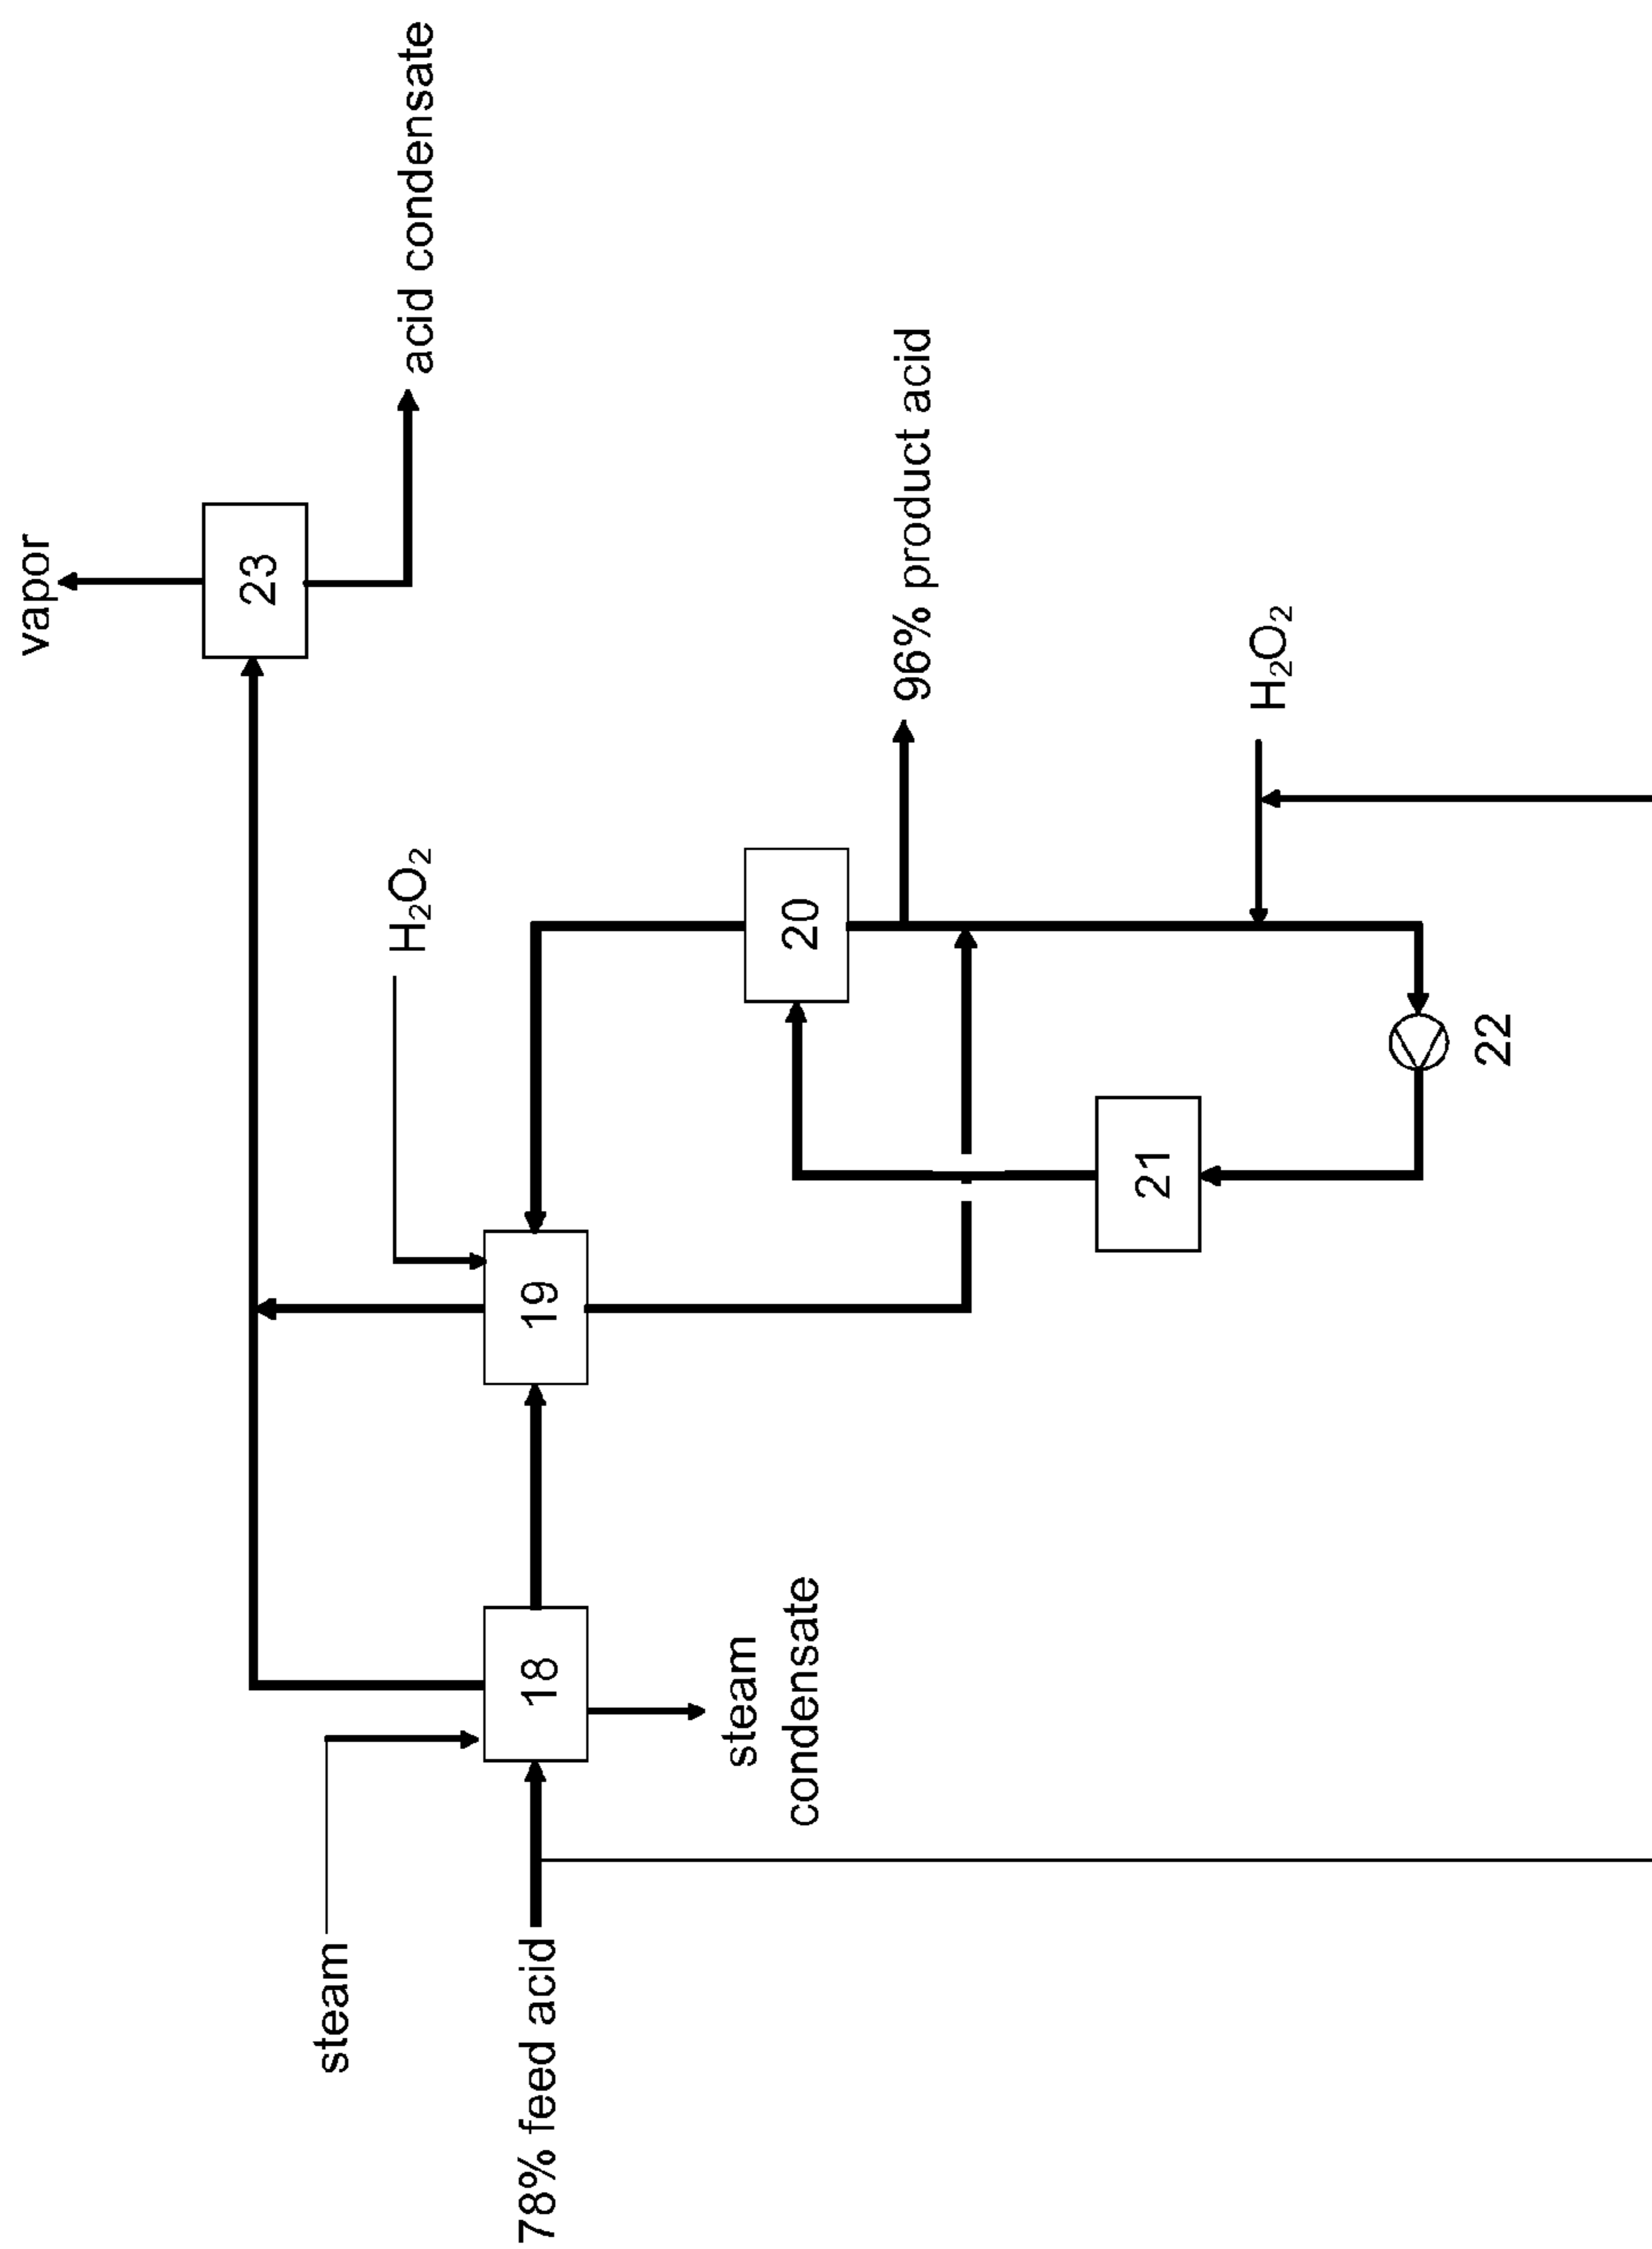 vapor
23
acid condensate
H₂O₂
steam
78% feed acid
18
19
steam
condensate
20
96% product acid
21
H₂O₂
22